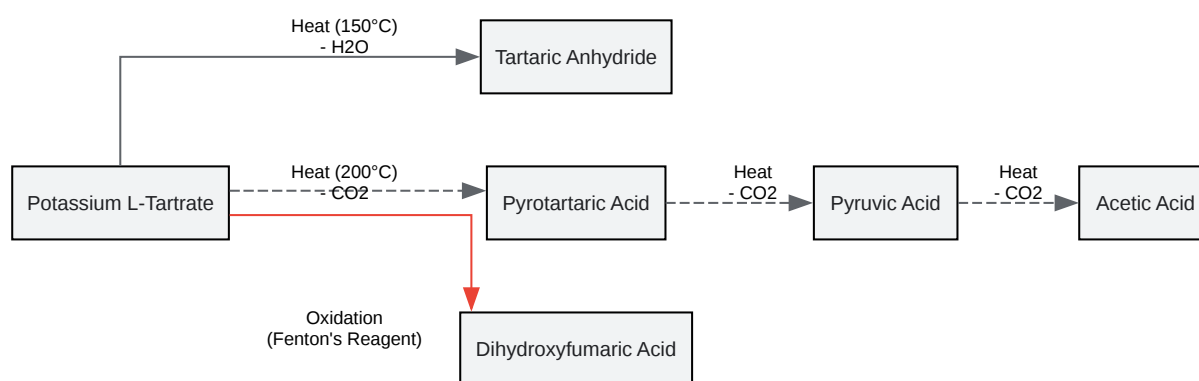 Heat (150°C)
- H2O
Tartaric Anhydride
Potassium L-Tartrate
Heat (200°C)
- CO2
Pyrotartaric Acid
Heat
- CO2
Pyruvic Acid
Heat
- CO2
Acetic Acid
Oxidation
(Fenton's Reagent)
Dihydroxyfumaric Acid